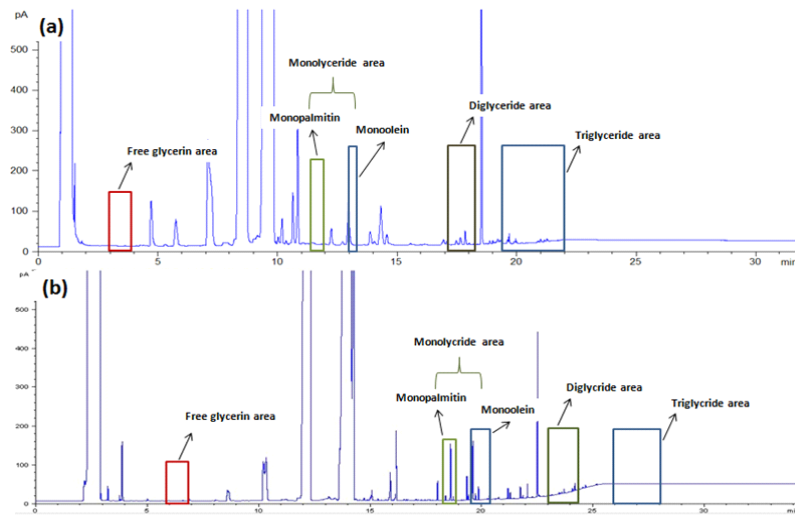 pA
(a)
500
Monolyceride area
400
Monopalmitin
Monoolein
Diglyceride area
300
Free glycerin area
Triglyceride area
200
100
0
0 5 10 15 20 25 30 min
pA
(b)
500
Monolycride area
400
Monopalmitin
Monoolein
Diglycride area
300
Free glycerin area
Triglycride area
200
100
0
0 5 10 15 20 25 30 min